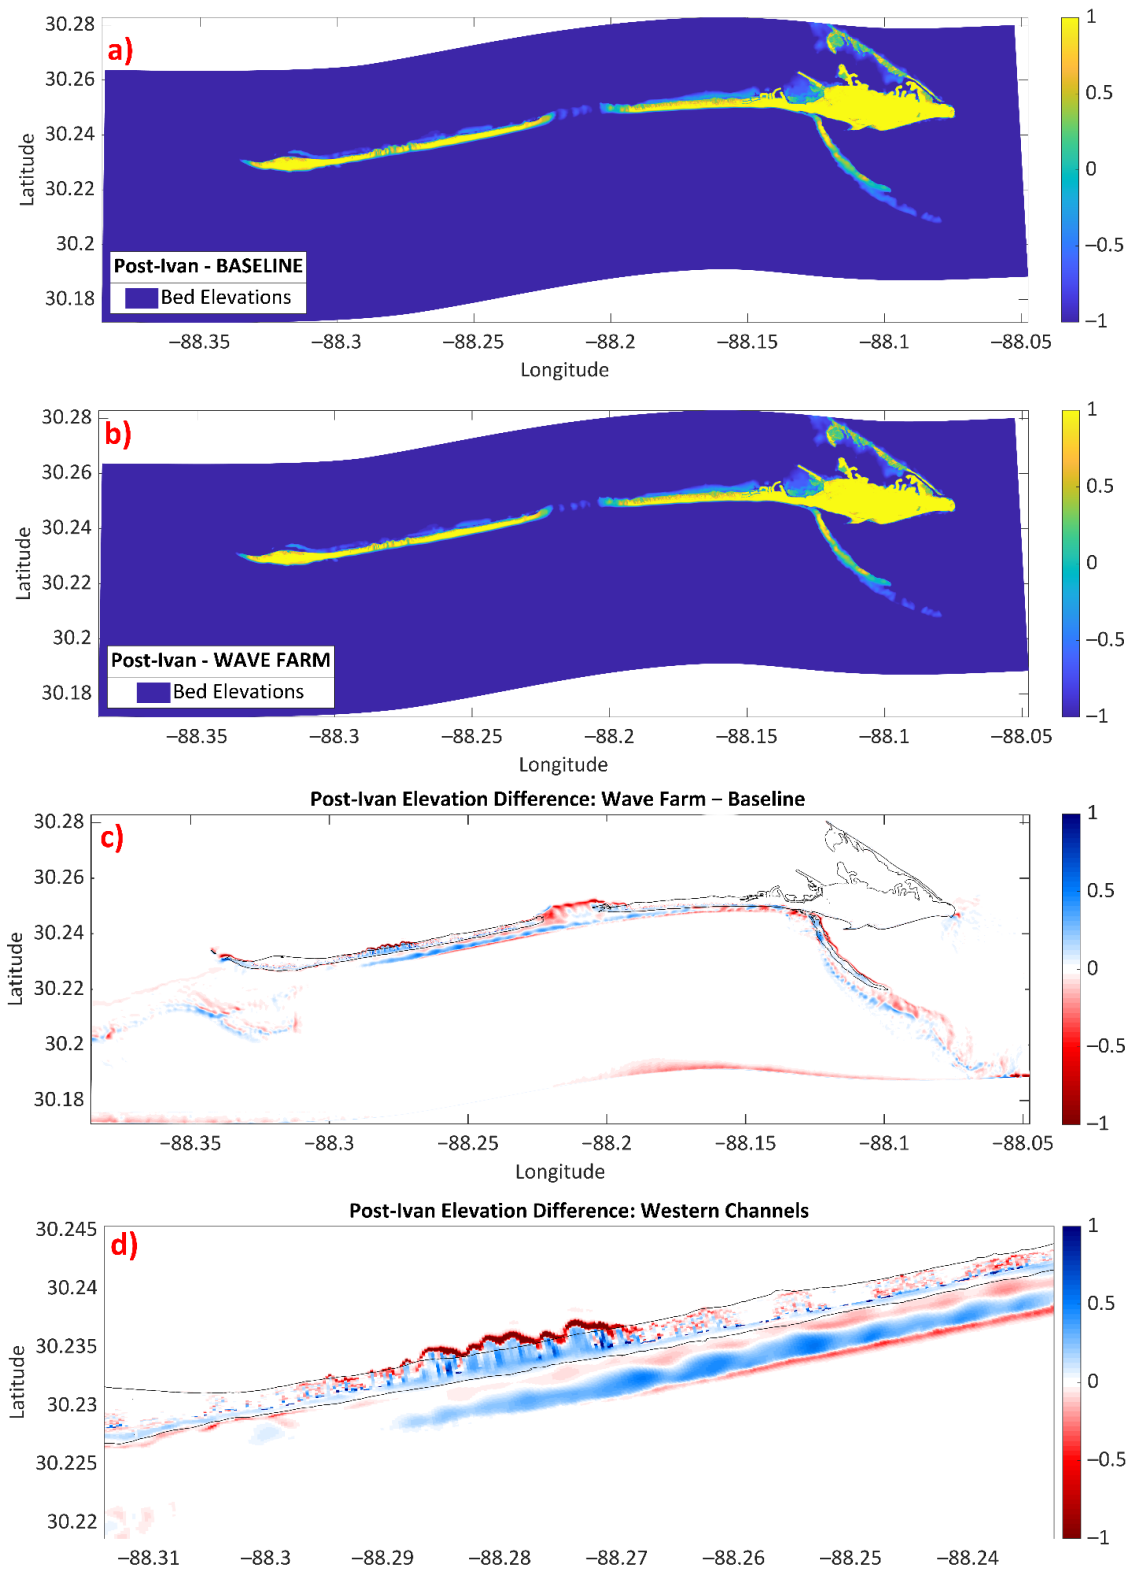 a)
30.28
30.26
30.24
30.22
30.2
30.18
Latitude
Post-Ivan - BASELINE
Bed Elevations
−88.35 −88.3 −88.25 −88.2 −88.15 −88.1 −88.05
Longitude
1
0.5
0
−0.5
−1
b)
30.28
30.26
30.24
30.22
30.2
30.18
Latitude
Post-Ivan - WAVE FARM
Bed Elevations
−88.35 −88.3 −88.25 −88.2 −88.15 −88.1 −88.05
Longitude
1
0.5
0
−0.5
−1
Post-Ivan Elevation Difference: Wave Farm – Baseline
c)
30.28
30.26
30.24
30.22
30.2
30.18
Latitude
−88.35 −88.3 −88.25 −88.2 −88.15 −88.1 −88.05
Longitude
1
0.5
0
−0.5
−1
Post-Ivan Elevation Difference: Western Channels
d)
30.245
30.24
30.235
30.23
30.225
30.22
Latitude
−88.31 −88.3 −88.29 −88.28 −88.27 −88.26 −88.25 −88.24
1
0.5
0
−0.5
−1